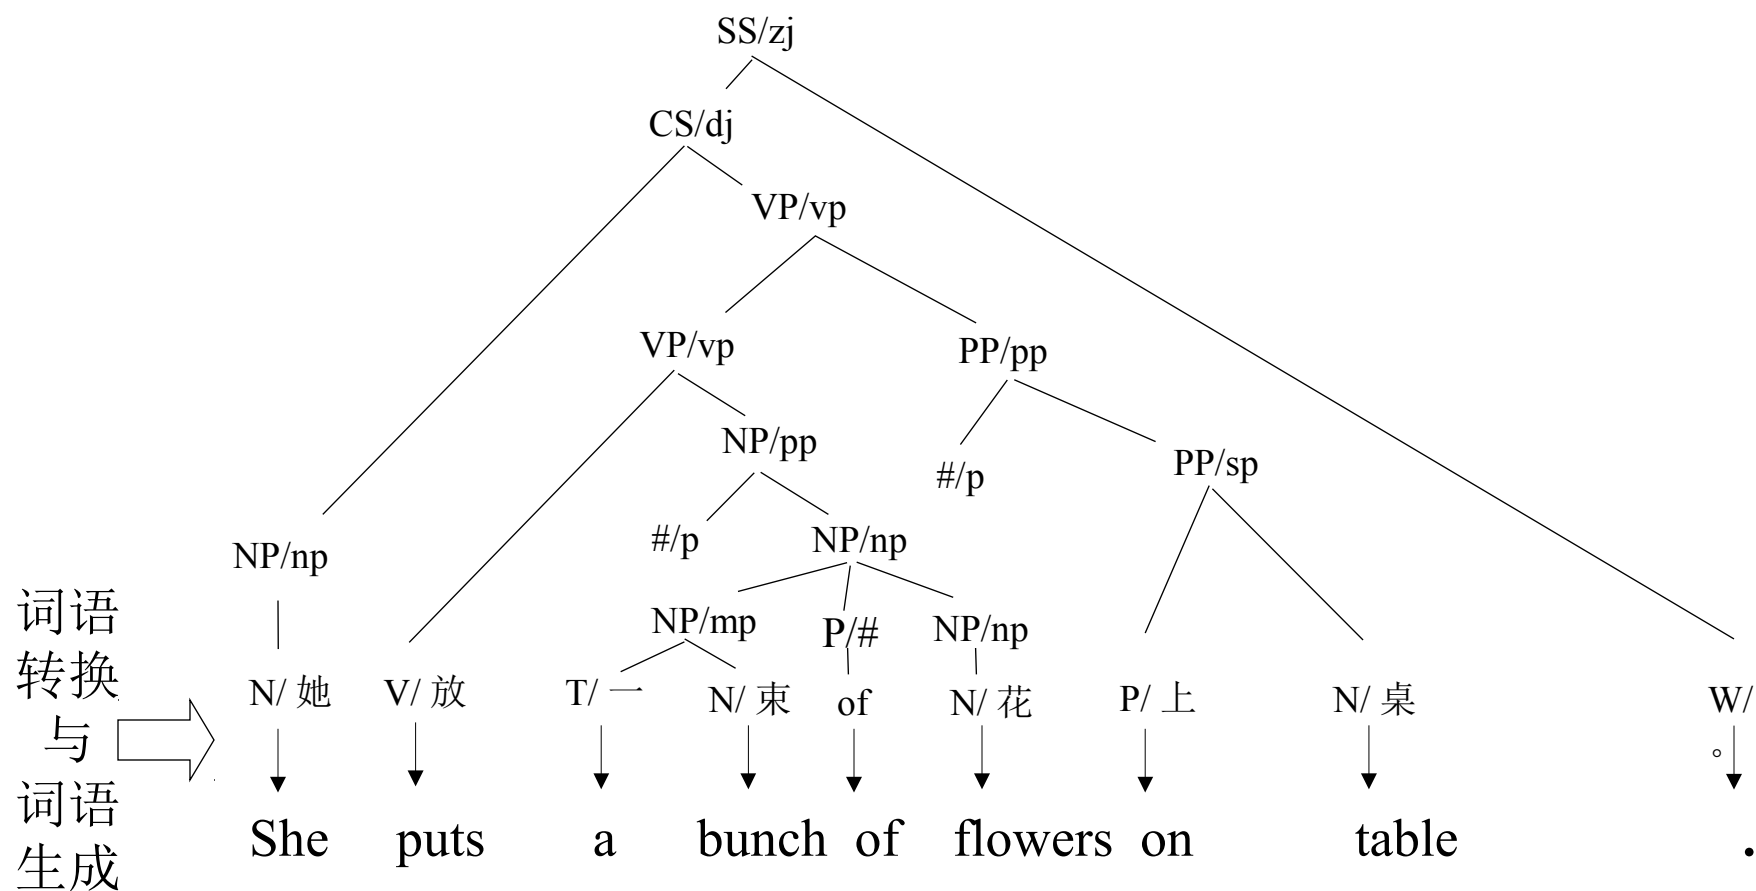 SS/zj
CS/dj
VP/vp
VP/vp
PP/pp
NP/pp
#/p
PP/sp
#/p
NP/np
NP/np
NP/mp
P/#
NP/np
词语
转换
与
词语
生成
N/ 她
V/ 放
T/ 一
N/ 束
of
N/ 花
P/ 上
N/ 桌
W/
。
She puts a bunch of flowers on table .